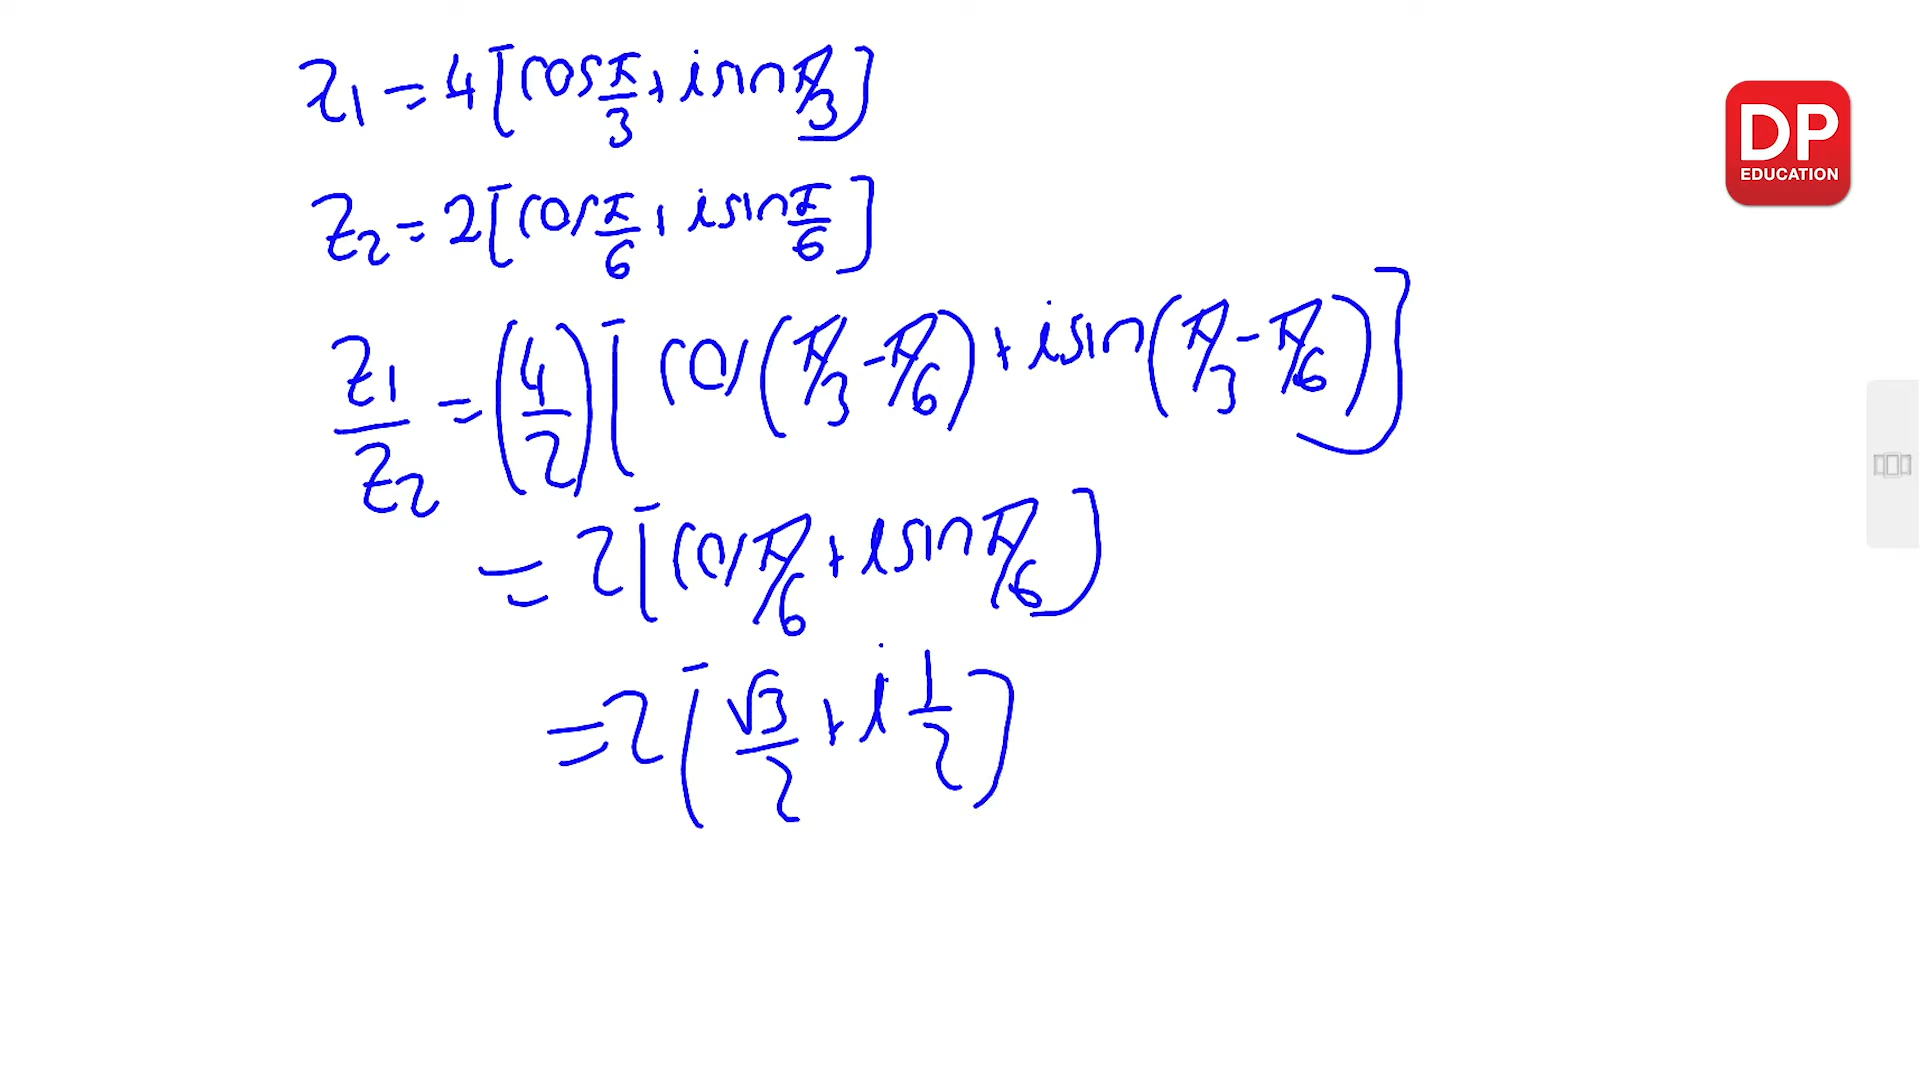 z1 = 4[cos π/3 + i sin π/3]
z2 = 2[cos π/6 + i sin π/6]
z1/z2 = (4/2)[cos(π/3 - π/6) + i sin(π/3 - π/6)]
= 2[cos π/6 + i sin π/6]
= 2[√3/2 + i 1/2]
DP
EDUCATION